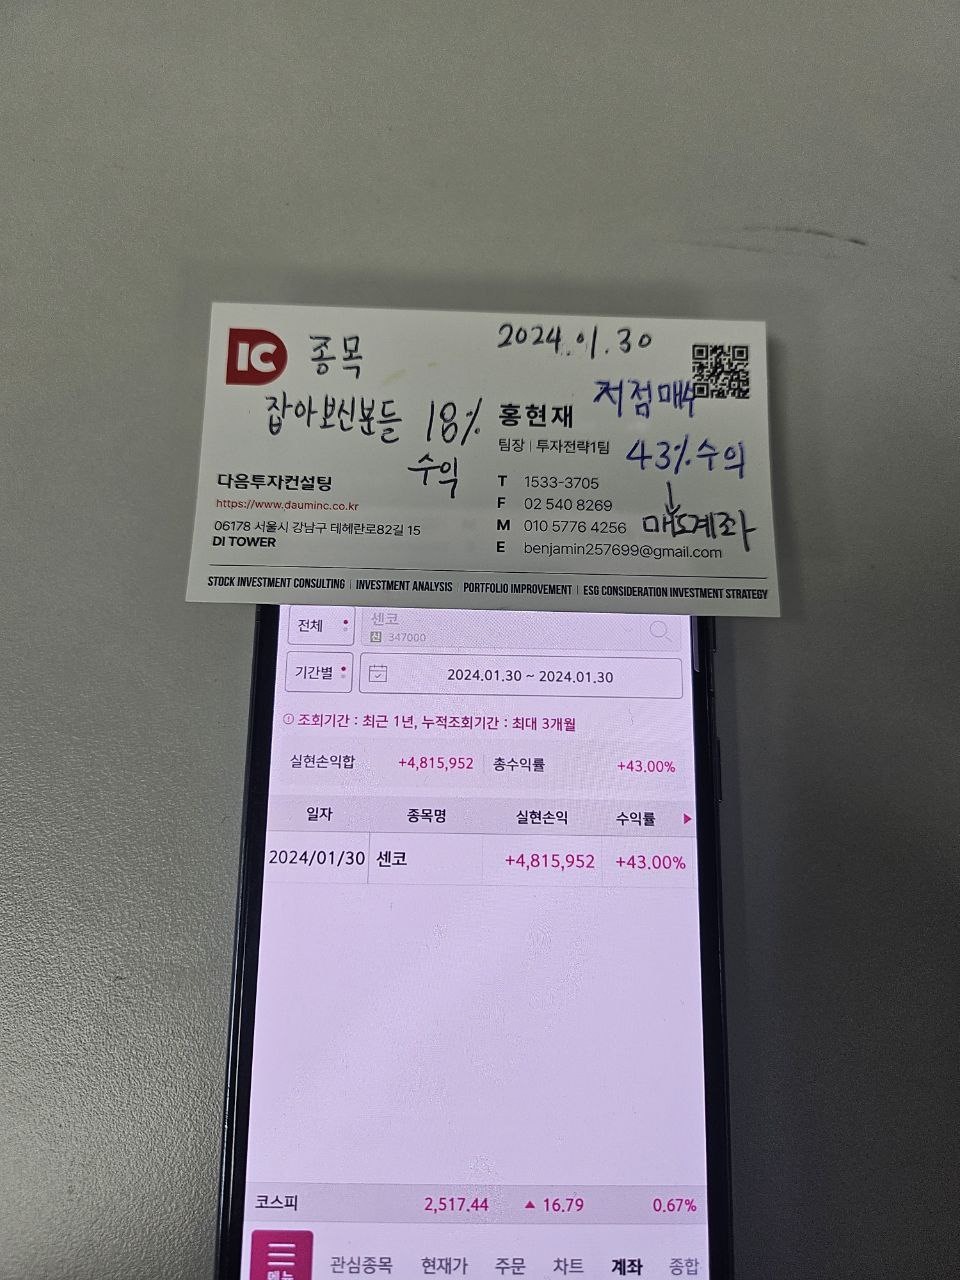 IC 종목
2024.01.30
잡아보신분들 18%
수익
저점매수
43% 수익
↓
매도계좌
홍현재
팀장 | 투자전략1팀
다음투자컨설팅
https://www.dauminc.co.kr
06178 서울시 강남구 테헤란로82길 15
DI TOWER
T 1533-3705
F 02 540 8269
M 010 5776 4256
E benjamin257699@gmail.com
STOCK INVESTMENT CONSULTING | INVESTMENT ANALYSIS | PORTFOLIO IMPROVEMENT | ESG CONSIDERATION INVESTMENT STRATEGY
전체 센코
신 347000
기간별 2024.01.30 ~ 2024.01.30
조회기간 : 최근 1년, 누적조회기간 : 최대 3개월
실현손익합 +4,815,952 총수익률 +43.00%
일자 종목명 실현손익 수익률
2024/01/30 센코 +4,815,952 +43.00%
코스피 2,517.44 ▲ 16.79 0.67%
메뉴 관심종목 현재가 주문 차트 계좌 종합